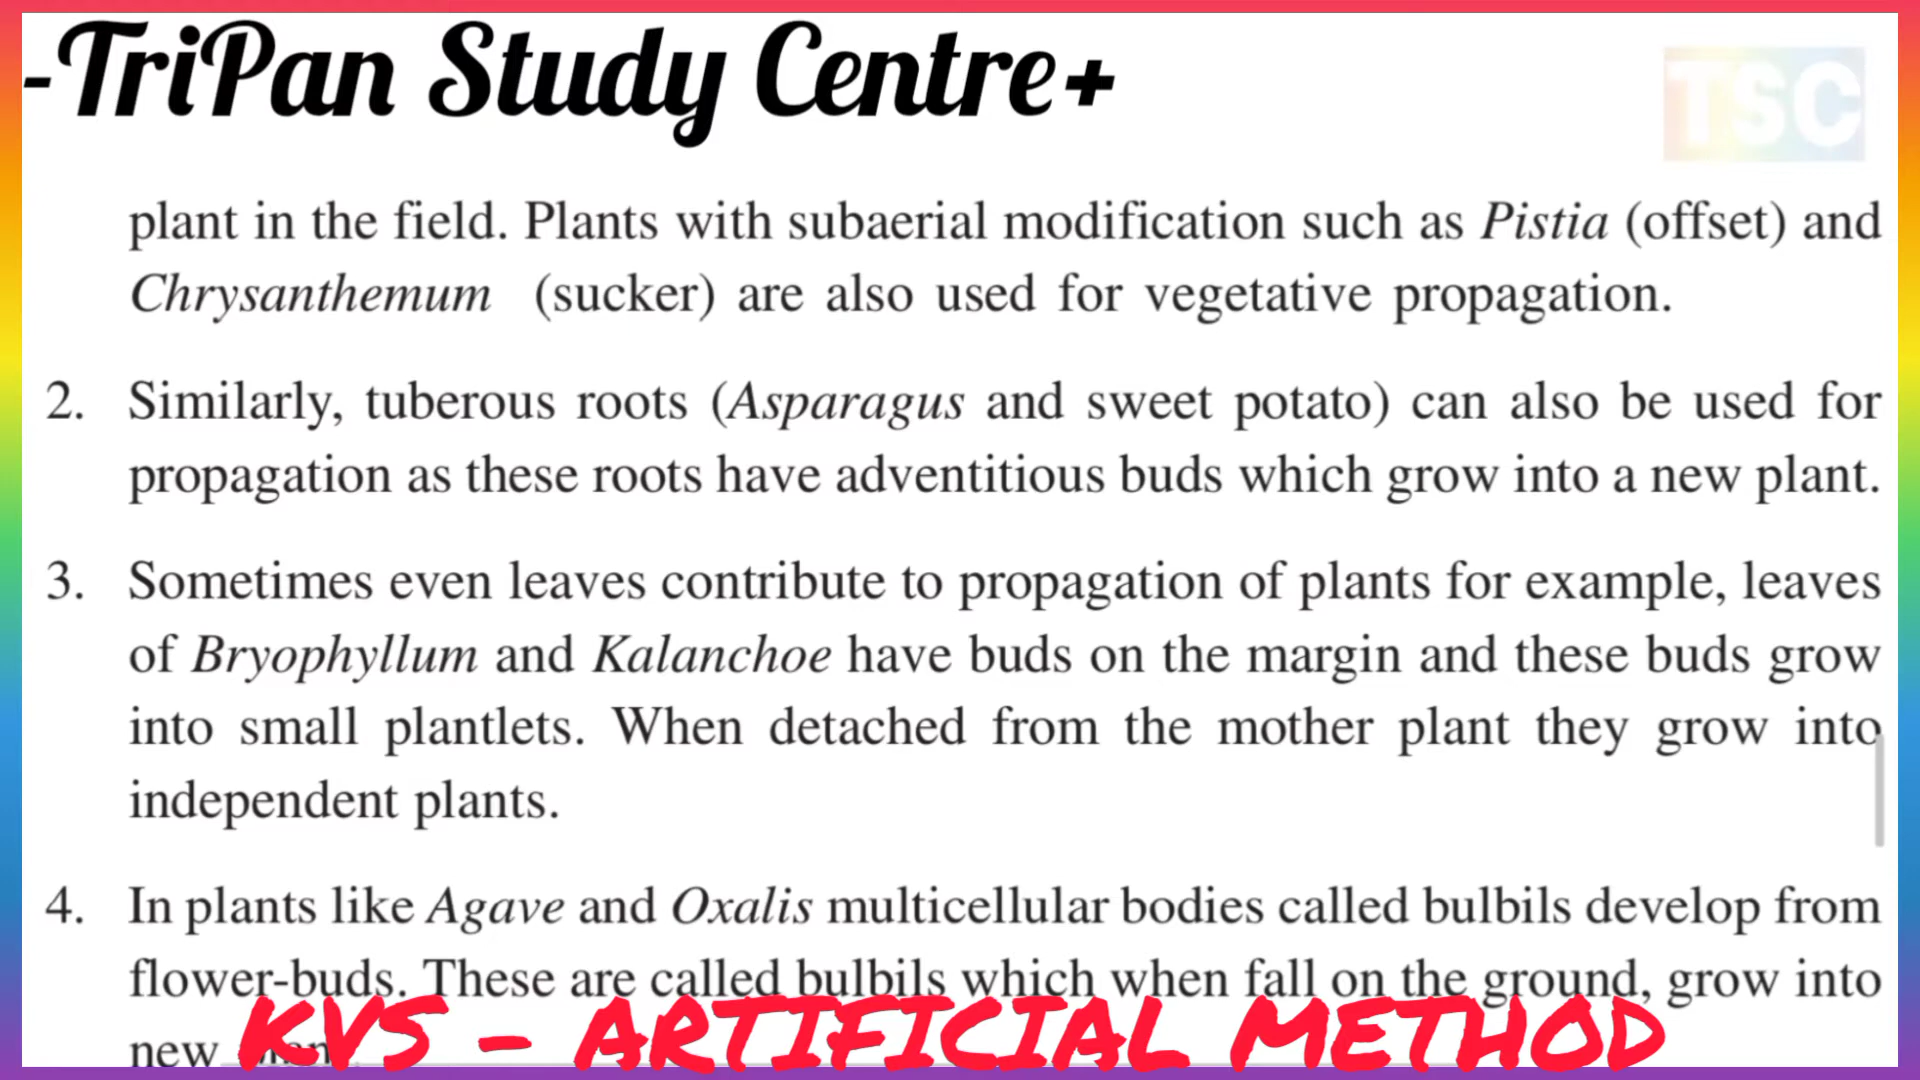 -TriPan Study Centre+
TSC
plant in the field. Plants with subaerial modification such as Pistia (offset) and
Chrysanthemum (sucker) are also used for vegetative propagation.
2. Similarly, tuberous roots (Asparagus and sweet potato) can also be used for
propagation as these roots have adventitious buds which grow into a new plant.
3. Sometimes even leaves contribute to propagation of plants for example, leaves
of Bryophyllum and Kalanchoe have buds on the margin and these buds grow
into small plantlets. When detached from the mother plant they grow into
independent plants.
4. In plants like Agave and Oxalis multicellular bodies called bulbils develop from
flower-buds. These are called bulbils which when fall on the ground, grow into
new
KVS - ARTIFICIAL METHOD